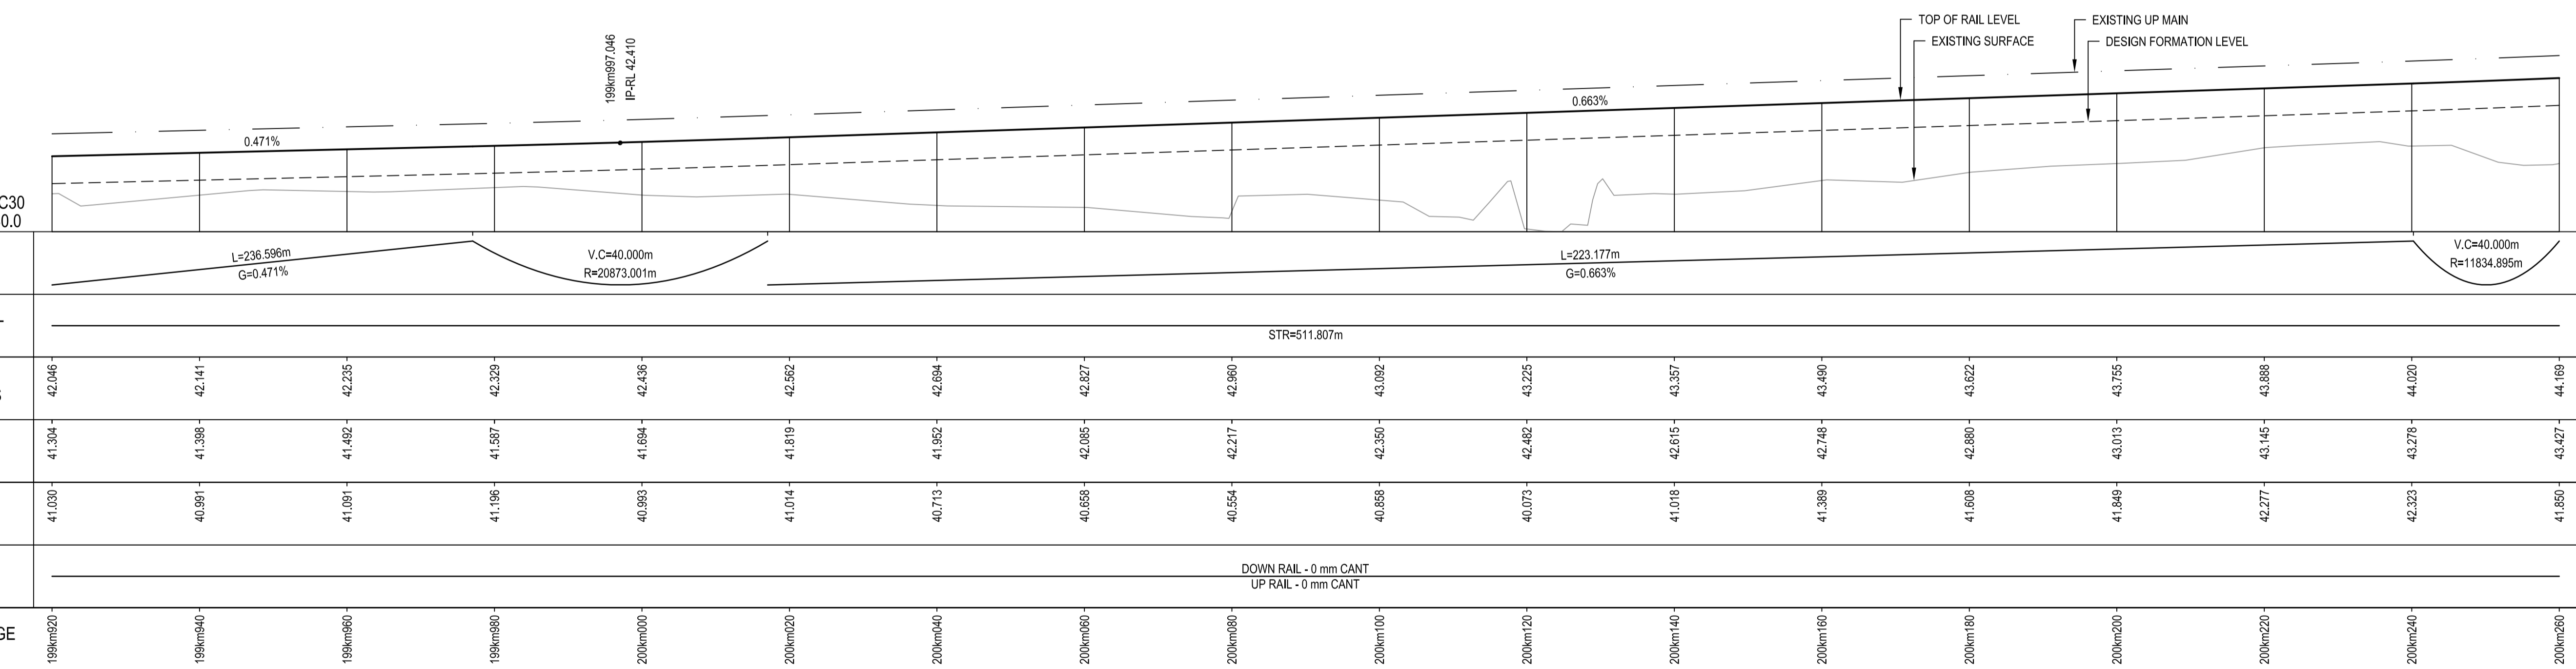 TOP OF RAIL LEVEL
EXISTING UP MAIN
EXISTING SURFACE
DESIGN FORMATION LEVEL
199km997.046
IP-RL 42.410
0.471%
0.663%
C30
0.0
L=236.596m
G=0.471%
V.C=40.000m
R=20873.001m
L=223.177m
G=0.663%
V.C=40.000m
R=11834.895m
STR=511.807m
42.046 42.141 42.235 42.329 42.436 42.562 42.694 42.827 42.960 43.092 43.225 43.357 43.490 43.622 43.755 43.888 44.020 44.169
41.304 41.398 41.492 41.587 41.694 41.819 41.952 42.085 42.217 42.350 42.482 42.615 42.748 42.880 43.013 43.145 43.278 43.427
41.030 40.991 41.091 41.196 40.993 41.014 40.713 40.658 40.554 40.858 40.073 41.018 41.389 41.608 41.849 42.277 42.323 41.850
DOWN RAIL - 0 mm CANT
UP RAIL - 0 mm CANT
GE
199km920 199km940 199km960 199km980 200km000 200km020 200km040 200km060 200km080 200km100 200km120 200km140 200km160 200km180 200km200 200km220 200km240 200km260